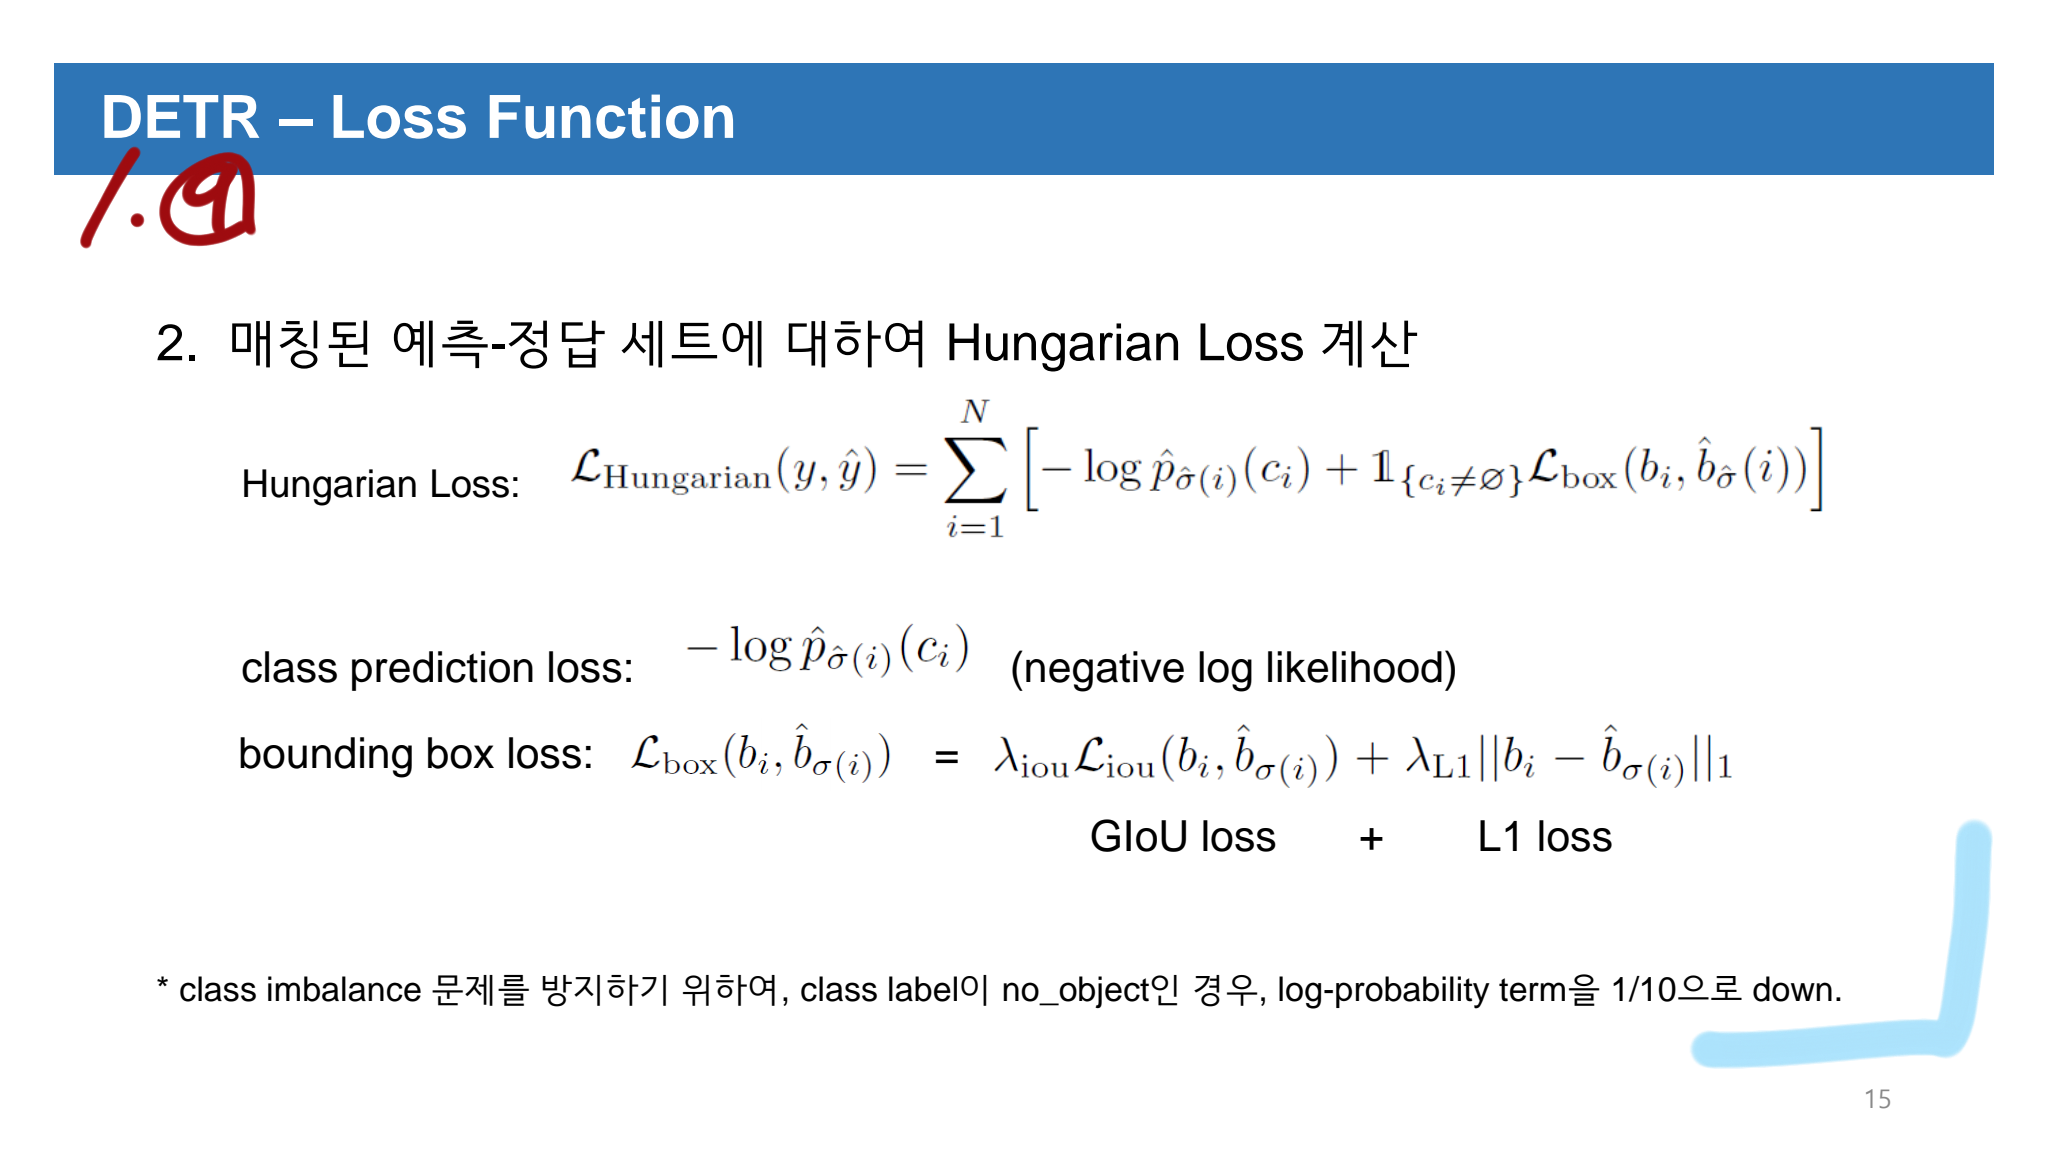 DETR – Loss Function
1.
2. 매칭된 예측-정답 세트에 대하여 Hungarian Loss 계산
Hungarian Loss: $\mathcal{L}_{\text{Hungarian}}(y, \hat{y}) = \sum_{i=1}^{N} \left[ -\log \hat{p}_{\hat{\sigma}(i)}(c_i) + \mathbb{1}_{\{c_i \neq \varnothing\}} \mathcal{L}_{\text{box}}(b_i, \hat{b}_{\hat{\sigma}}(i)) \right]$
class prediction loss: $-\log \hat{p}_{\hat{\sigma}(i)}(c_i)$ (negative log likelihood)
bounding box loss: $\mathcal{L}_{\text{box}}(b_i, \hat{b}_{\sigma(i)})$ = $\lambda_{\text{iou}} \mathcal{L}_{\text{iou}}(b_i, \hat{b}_{\sigma(i)}) + \lambda_{\text{L1}} ||b_i - \hat{b}_{\sigma(i)}||_1$
GIoU loss + L1 loss
* class imbalance 문제를 방지하기 위하여, class label이 no_object인 경우, log-probability term을 1/10으로 down.
15